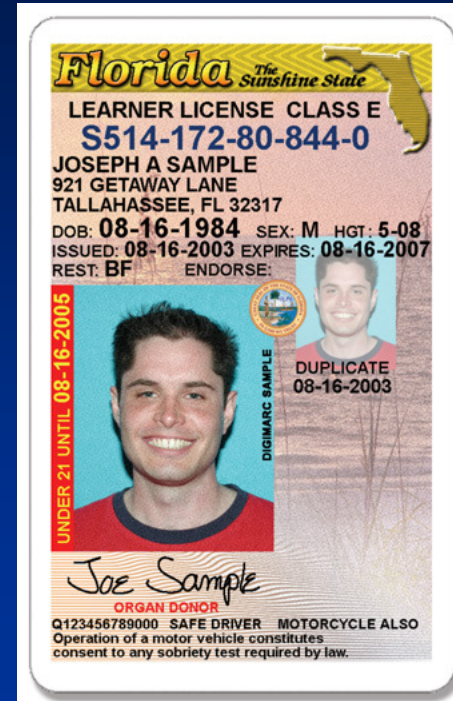 Florida The Sunshine State
LEARNER LICENSE CLASS E
S514-172-80-844-0
JOSEPH A SAMPLE
921 GETAWAY LANE
TALLAHASSEE, FL 32317
DOB: 08-16-1984 SEX: M HGT: 5-08
ISSUED: 08-16-2003 EXPIRES: 08-16-2007
REST: BF ENDORSE:
UNDER 21 UNTIL 08-16-2005
DIGIMARC SAMPLE
DUPLICATE
08-16-2003
Joe Sample
ORGAN DONOR
Q123456789000 SAFE DRIVER MOTORCYCLE ALSO
Operation of a motor vehicle constitutes
consent to any sobriety test required by law.